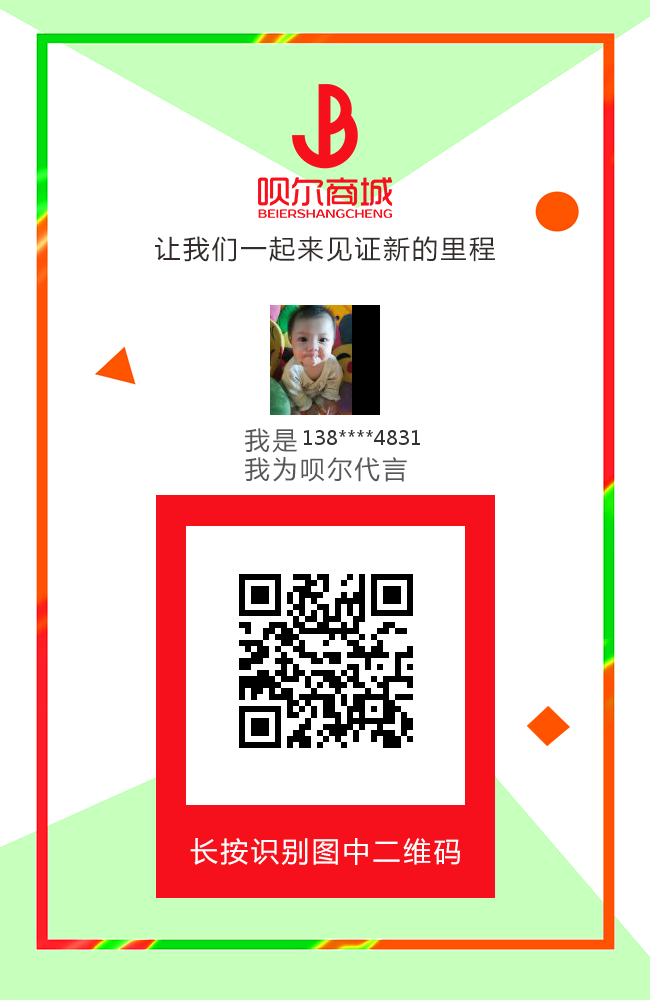 呗尔商城
BEIERSHANGCHENG
让我们一起来见证新的里程
我是 138****4831
我为呗尔代言
长按识别图中二维码